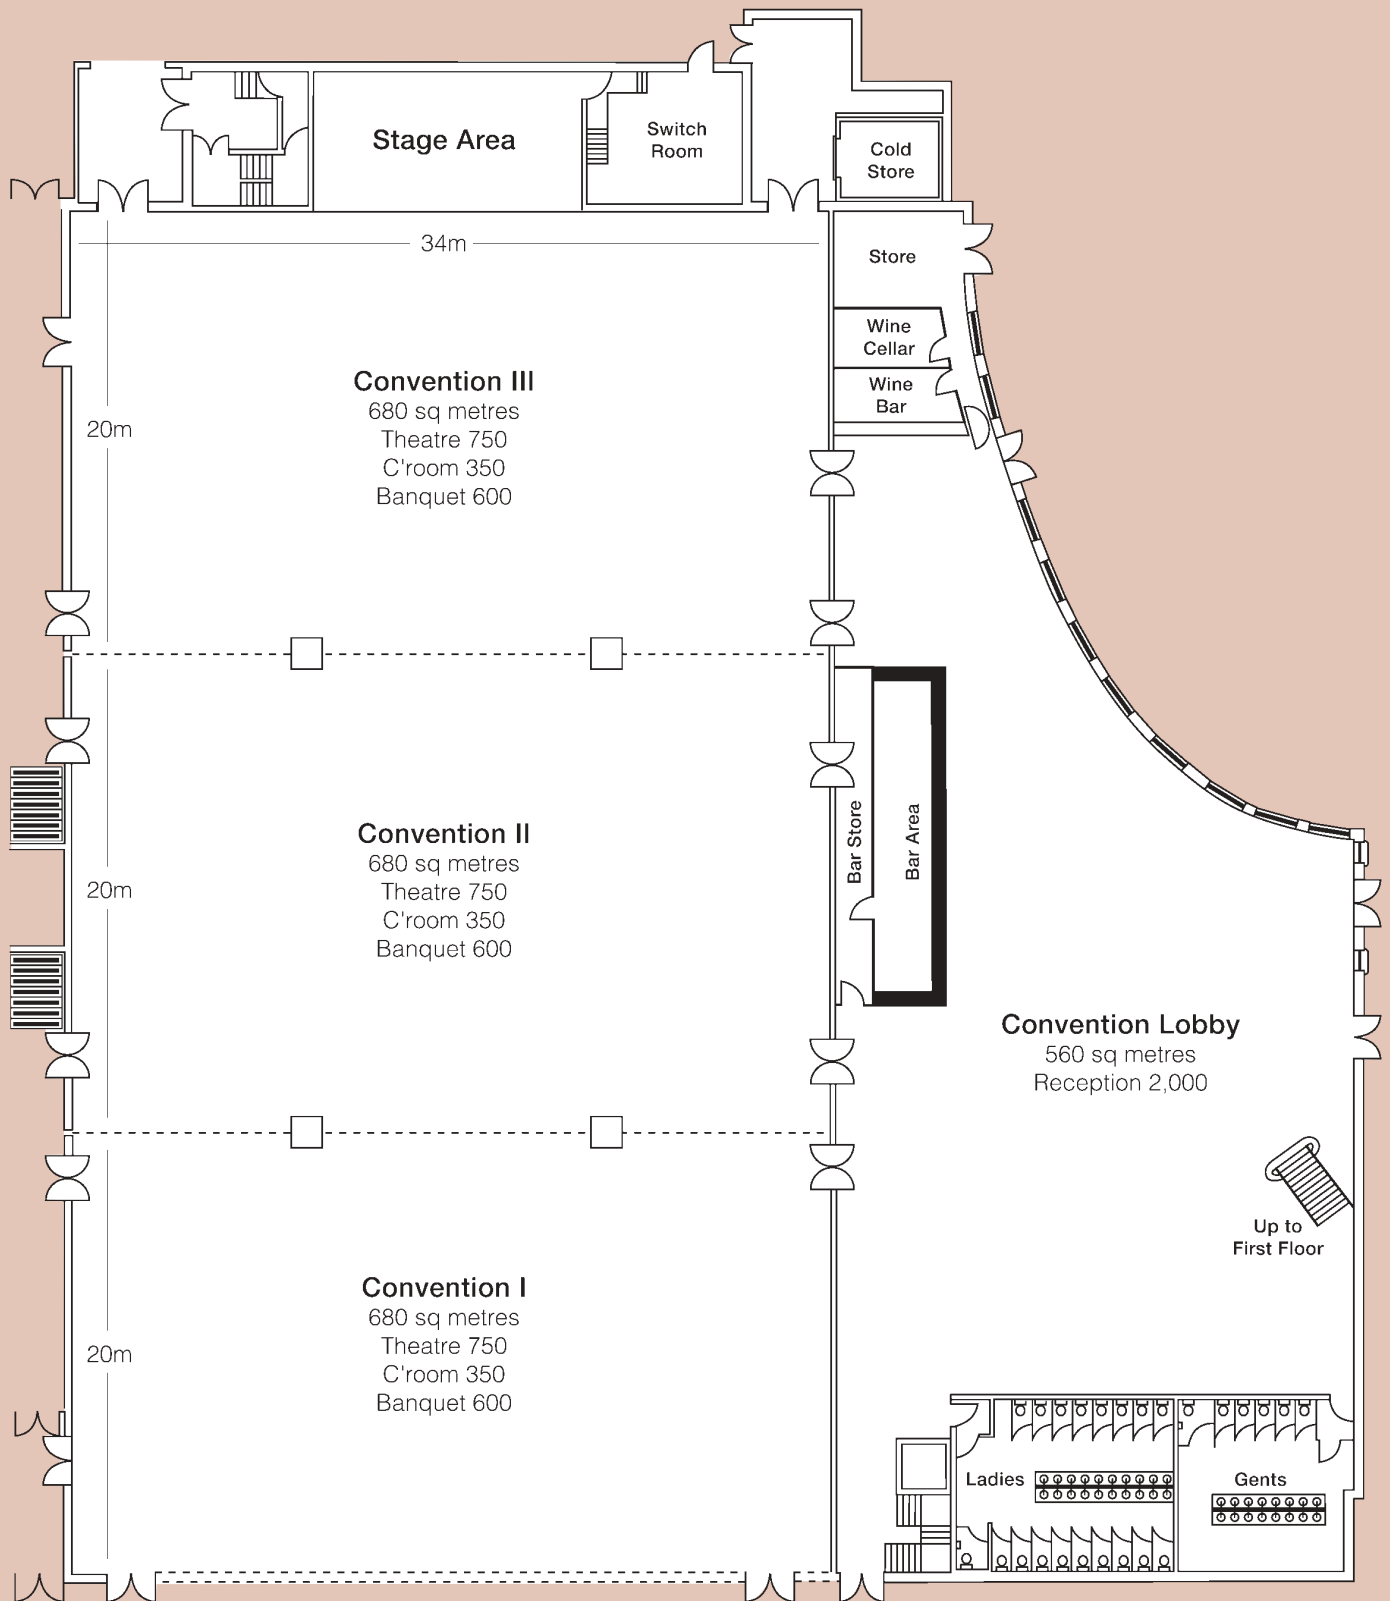 Stage Area
Switch
Room
Cold
Store
34m
Store
Wine
Cellar
Wine
Bar
Convention III
680 sq metres
Theatre 750
C'room 350
Banquet 600
20m
Convention II
680 sq metres
Theatre 750
C'room 350
Banquet 600
20m
Bar Store
Bar Area
Convention Lobby
560 sq metres
Reception 2,000
Up to
First Floor
Convention I
680 sq metres
Theatre 750
C'room 350
Banquet 600
20m
Ladies
Gents